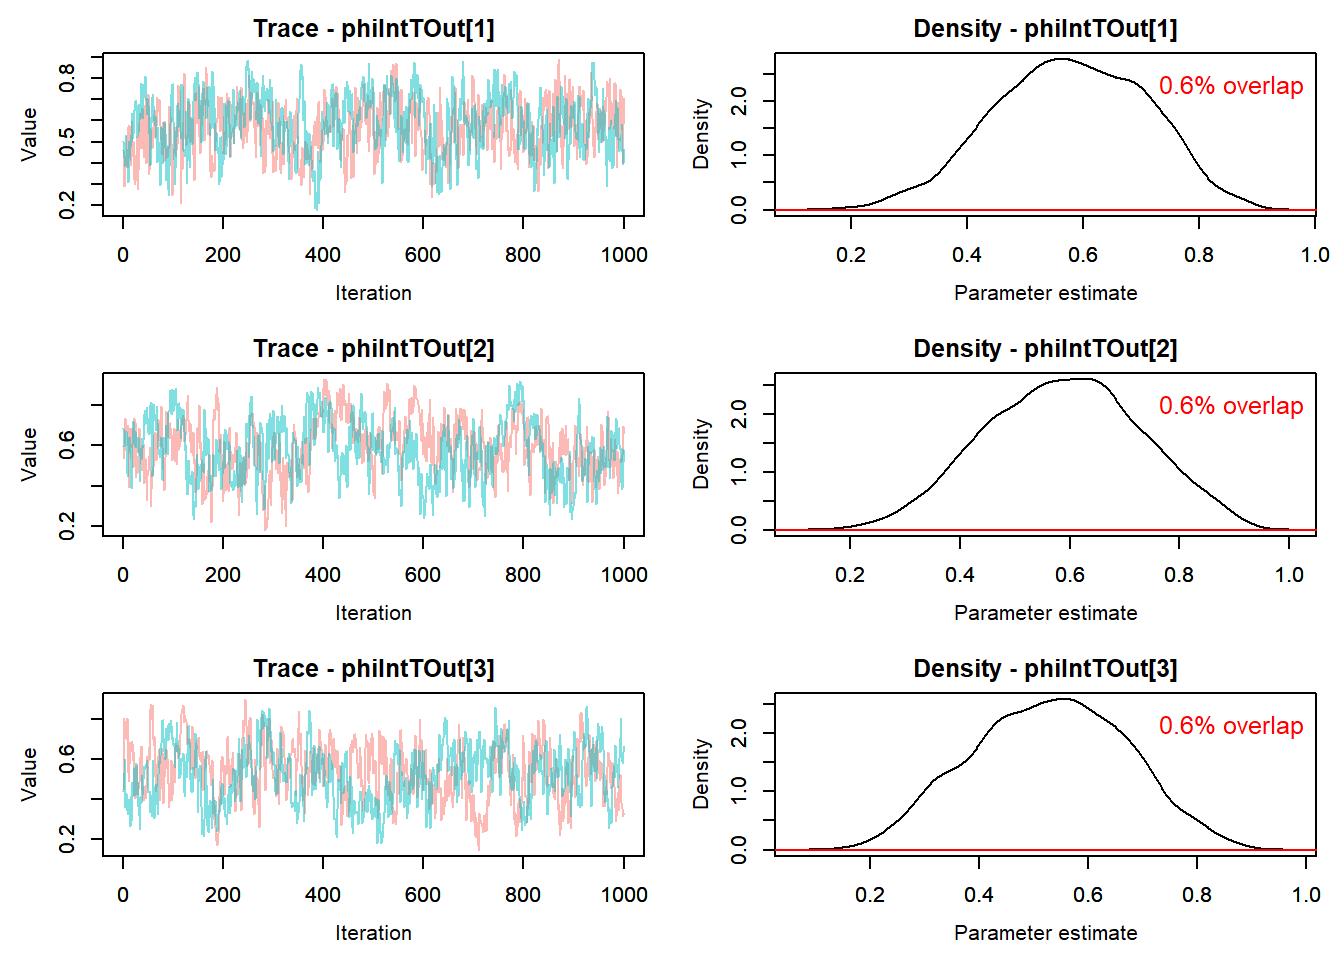 Trace - phiIntTOut[1]
Value
0.2 0.5 0.8
0 200 400 600 800 1000
Iteration
Density - phiIntTOut[1]
0.6% overlap
Density
0.0 1.0 2.0
0.2 0.4 0.6 0.8 1.0
Parameter estimate
Trace - phiIntTOut[2]
Value
0.2 0.6
0 200 400 600 800 1000
Iteration
Density - phiIntTOut[2]
0.6% overlap
Density
0.0 1.0 2.0
0.2 0.4 0.6 0.8 1.0
Parameter estimate
Trace - phiIntTOut[3]
Value
0.2 0.6
0 200 400 600 800 1000
Iteration
Density - phiIntTOut[3]
0.6% overlap
Density
0.0 1.0 2.0
0.2 0.4 0.6 0.8 1.0
Parameter estimate